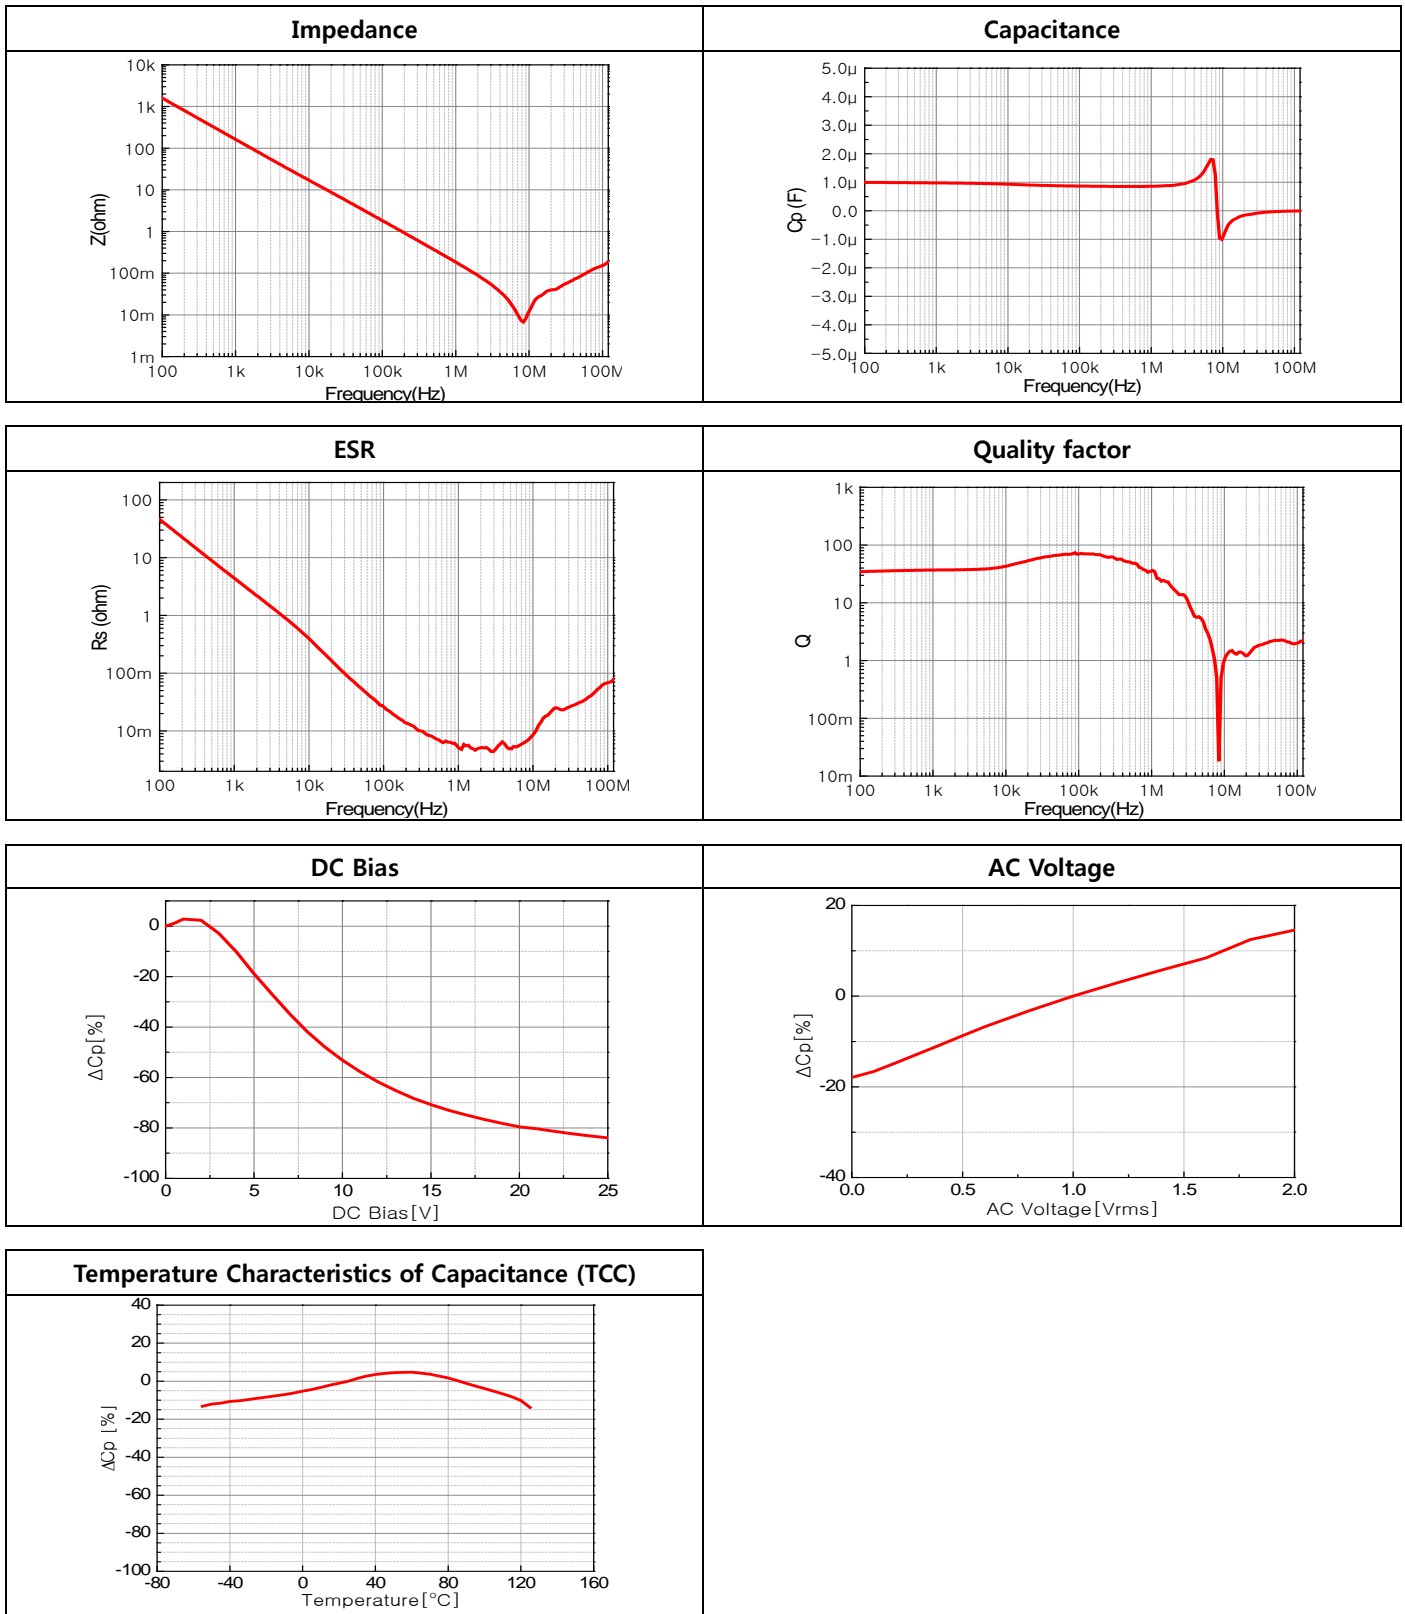 Impedance
Capacitance
10k
1k
100
10
1
100m
10m
1m
Z(ohm)
100
1k
10k
100k
1M
10M
100M
Frequency(Hz)
5.0μ
4.0μ
3.0μ
2.0μ
1.0μ
0.0
−1.0μ
−2.0μ
−3.0μ
−4.0μ
−5.0μ
Cp (F)
100
1k
10k
100k
1M
10M
100M
Frequency(Hz)
ESR
Quality factor
100
10
1
100m
10m
Rs (ohm)
100
1k
10k
100k
1M
10M
100M
Frequency(Hz)
1k
100
10
1
100m
10m
Q
100
1k
10k
100k
1M
10M
100M
Frequency(Hz)
DC Bias
AC Voltage
0
-20
-40
-60
-80
-100
ΔCp[%]
0
5
10
15
20
25
DC Bias[V]
20
0
-20
-40
ΔCp[%]
0.0
0.5
1.0
1.5
2.0
AC Voltage[Vrms]
Temperature Characteristics of Capacitance (TCC)
40
20
0
-20
-40
-60
-80
-100
ΔCp [%]
-80
-40
0
40
80
120
160
Temperature[°C]